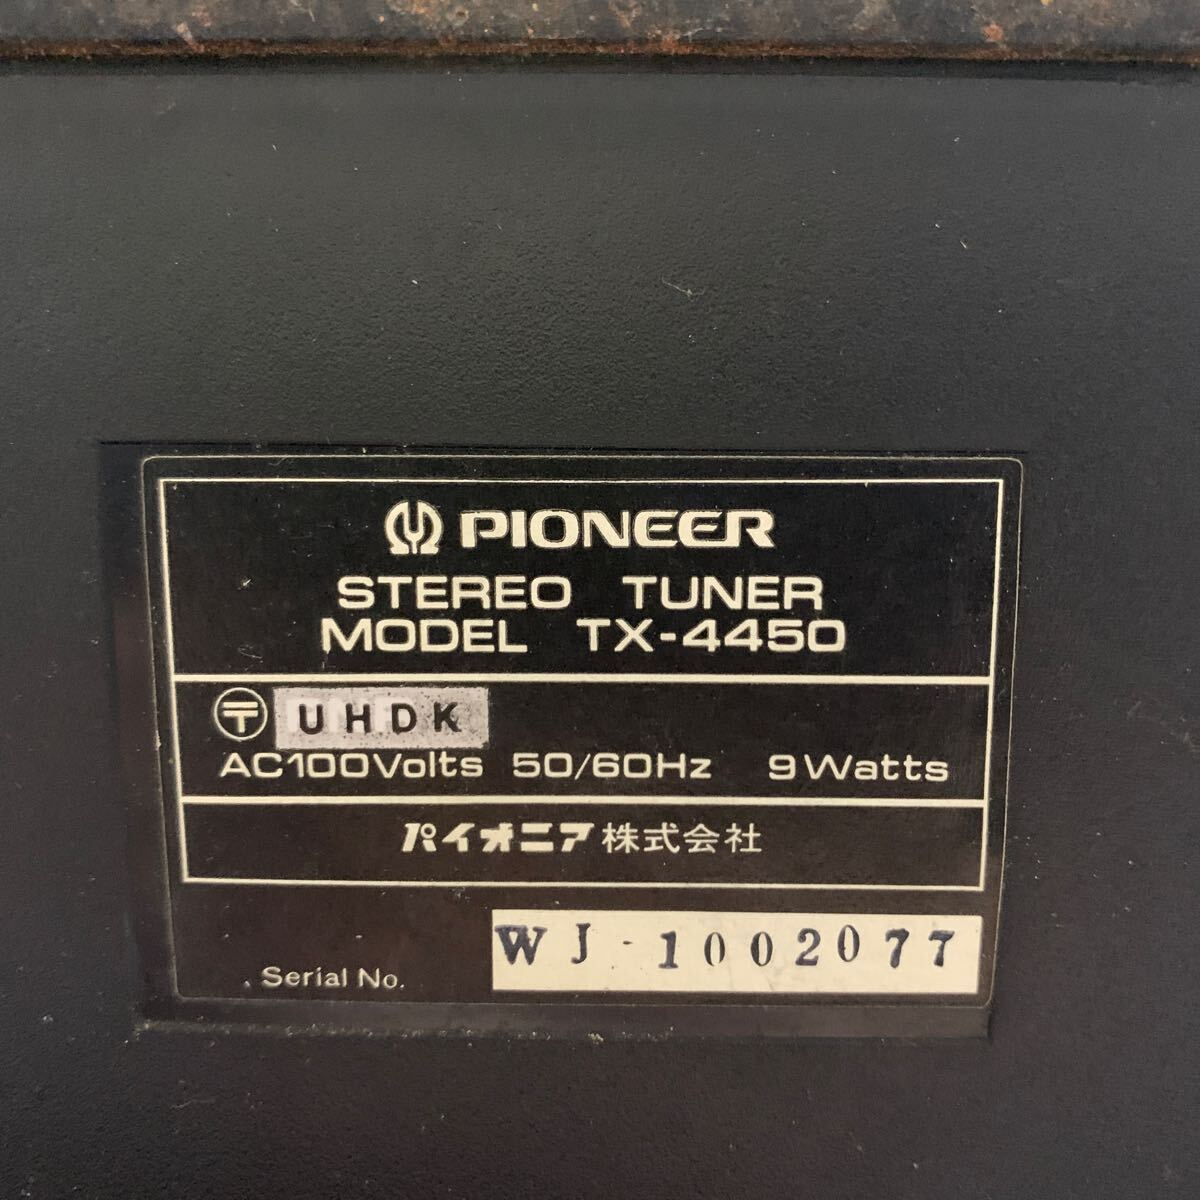 PIONEER
STEREO TUNER
MODEL TX-4450
〒 UHDK
AC100Volts 50/60Hz 9Watts
パイオニア株式会社
Serial No. WJ-1002077